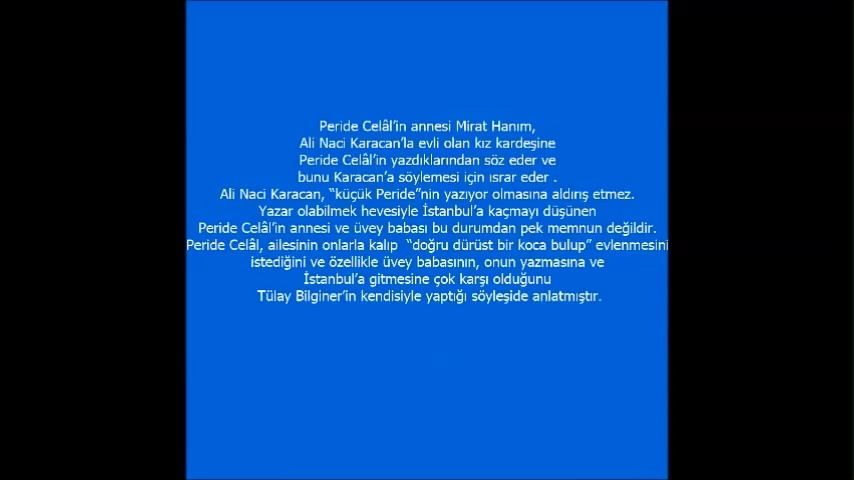 Peride Celâl’in annesi Mirat Hanım,
Ali Naci Karacan’la evli olan kız kardeşine
Peride Celâl’in yazdıklarından söz eder ve
bunu Karacan’a söylemesi için ısrar eder .
Ali Naci Karacan, “küçük Peride”nin yazıyor olmasına aldırış etmez.
Yazar olabilmek hevesiyle İstanbul’a kaçmayı düşünen
Peride Celâl’in annesi ve üvey babası bu durumdan pek memnun değildir.
Peride Celâl, ailesinin onlarla kalıp “doğru dürüst bir koca bulup” evlenmesini
istediğini ve özellikle üvey babasının, onun yazmasına ve
İstanbul’a gitmesine çok karşı olduğunu
Tülay Bilginer’in kendisiyle yaptığı söyleşide anlatmıştır.